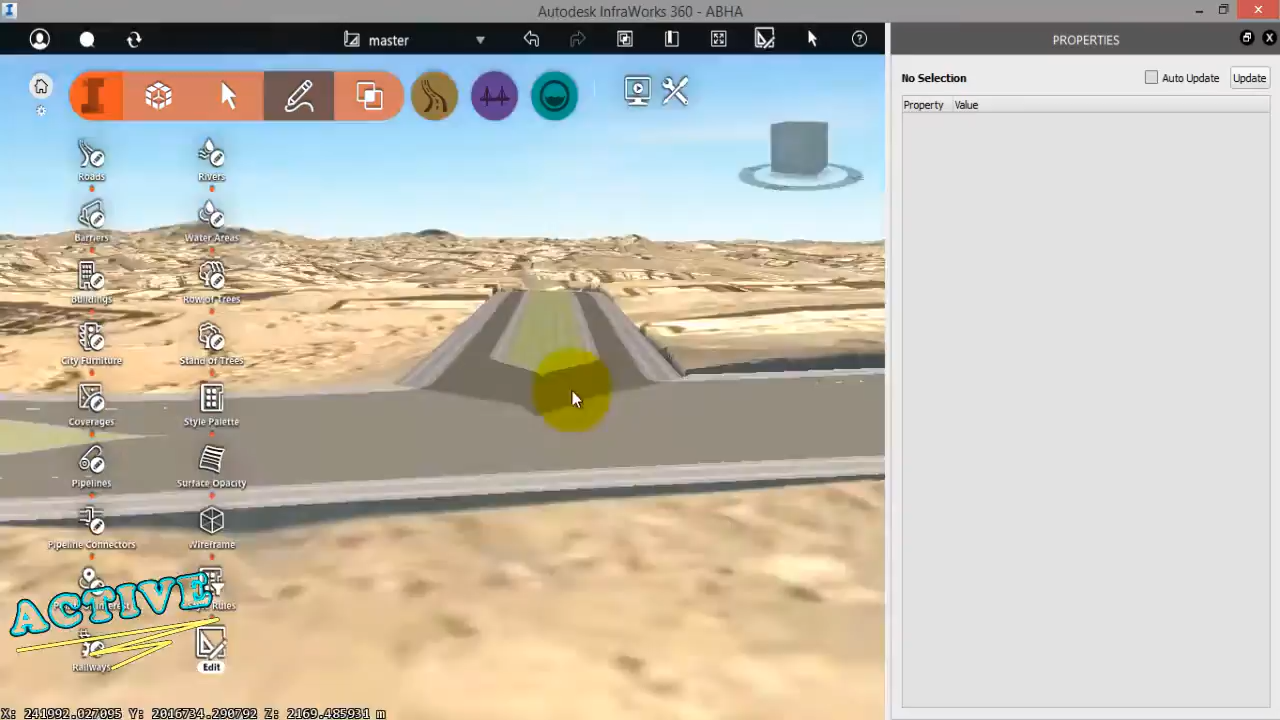 Autodesk InfraWorks 360 - ABHA
master
PROPERTIES
No Selection
Auto Update
Update
Property Value
Roads
Rivers
Barriers
Water Areas
Buildings
Row of Trees
City Furniture
Stand of Trees
Coverages
Style Palette
Pipelines
Surface Opacity
Pipeline Connectors
Wireframe
Rules
ACTIVE
Railways
Edit
X: 241992.027095 Y: 2016734.290792 Z: 2169.485931 m